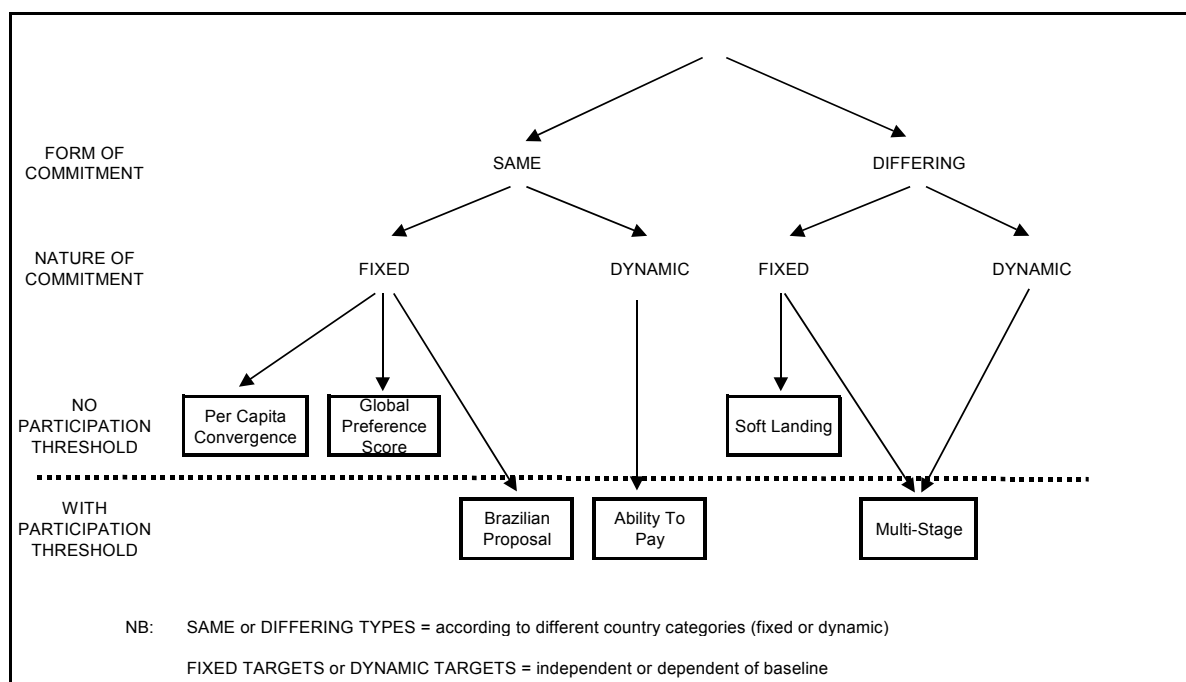 FORM OF
COMMITMENT
SAME
DIFFERING
NATURE OF
COMMITMENT
FIXED
DYNAMIC
FIXED
DYNAMIC
NO
PARTICIPATION
THRESHOLD
Per Capita
Convergence
Global
Preference
Score
Soft Landing
WITH
PARTICIPATION
THRESHOLD
Brazilian
Proposal
Ability To
Pay
Multi-Stage
NB: SAME or DIFFERING TYPES = according to different country categories (fixed or dynamic)
FIXED TARGETS or DYNAMIC TARGETS = independent or dependent of baseline